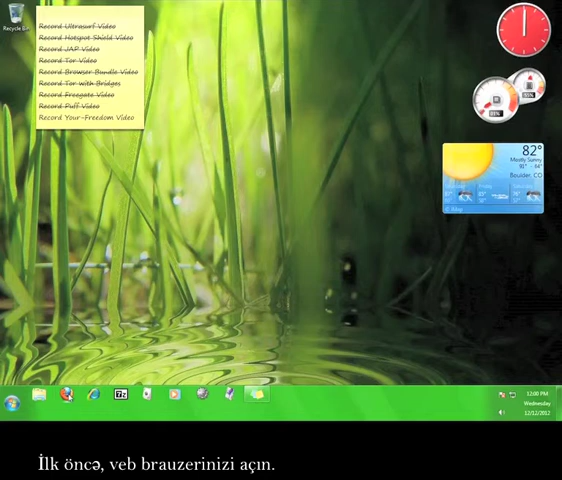 Recycle Bin
Record Ultrasurf Video
Record Hotspot Shield Video
Record JAP Video
Record Tor Video
Record Browser Bundle Video
Record Tor with Bridges
Record Freegate Video
Record Puff Video
Record Your-Freedom Video
82°
Mostly Sunny
Boulder, CO
Friday
7z
12:00 PM
Wednesday
12/12/2012
İlk öncə, veb brauzerinizi açın.